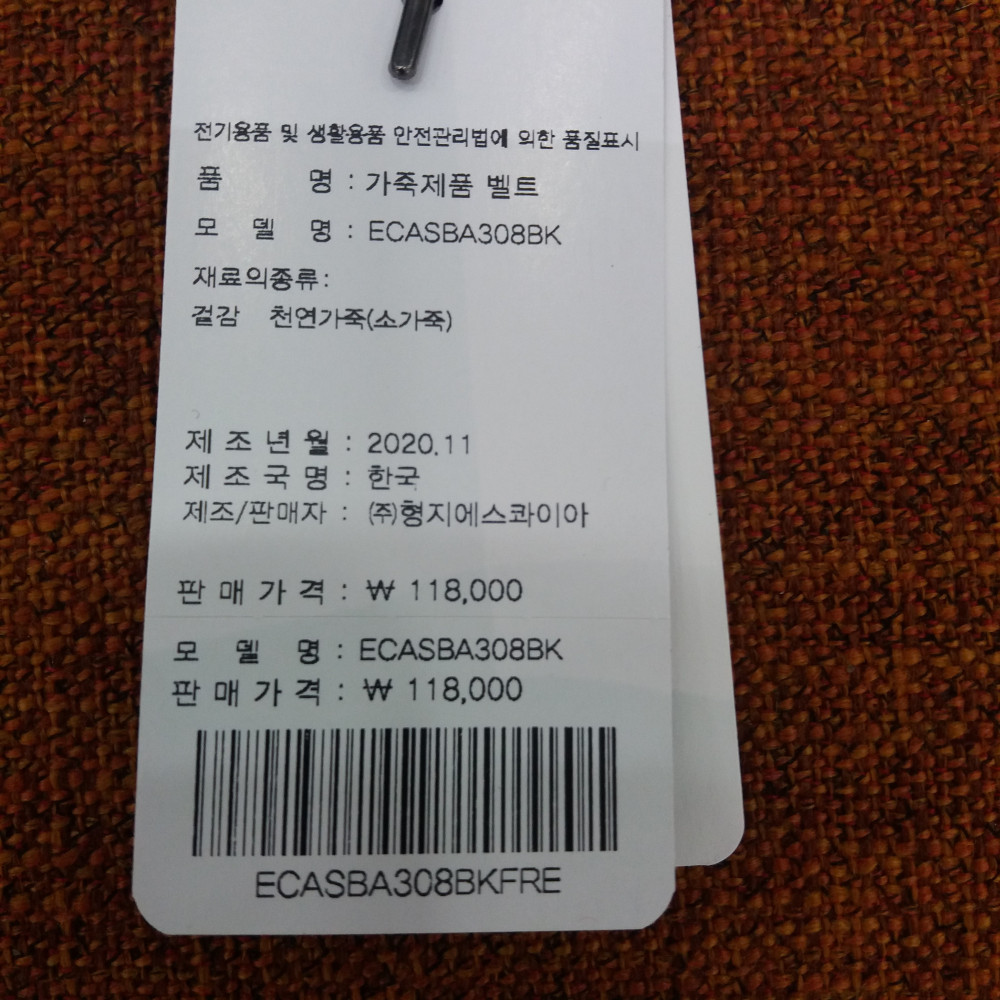 전기용품 및 생활용품 안전관리법에 의한 품질표시
품 명 : 가죽제품 벨트
모 델 명 : ECASBA308BK
재료의종류:
겉감 천연가죽(소가죽)
제 조 년 월 : 2020.11
제 조 국 명 : 한국
제조/판매자 : ㈜형지에스콰이아
판 매 가 격 : ₩ 118,000
모 델 명 : ECASBA308BK
판 매 가 격 : ₩ 118,000
ECASBA308BKFRE